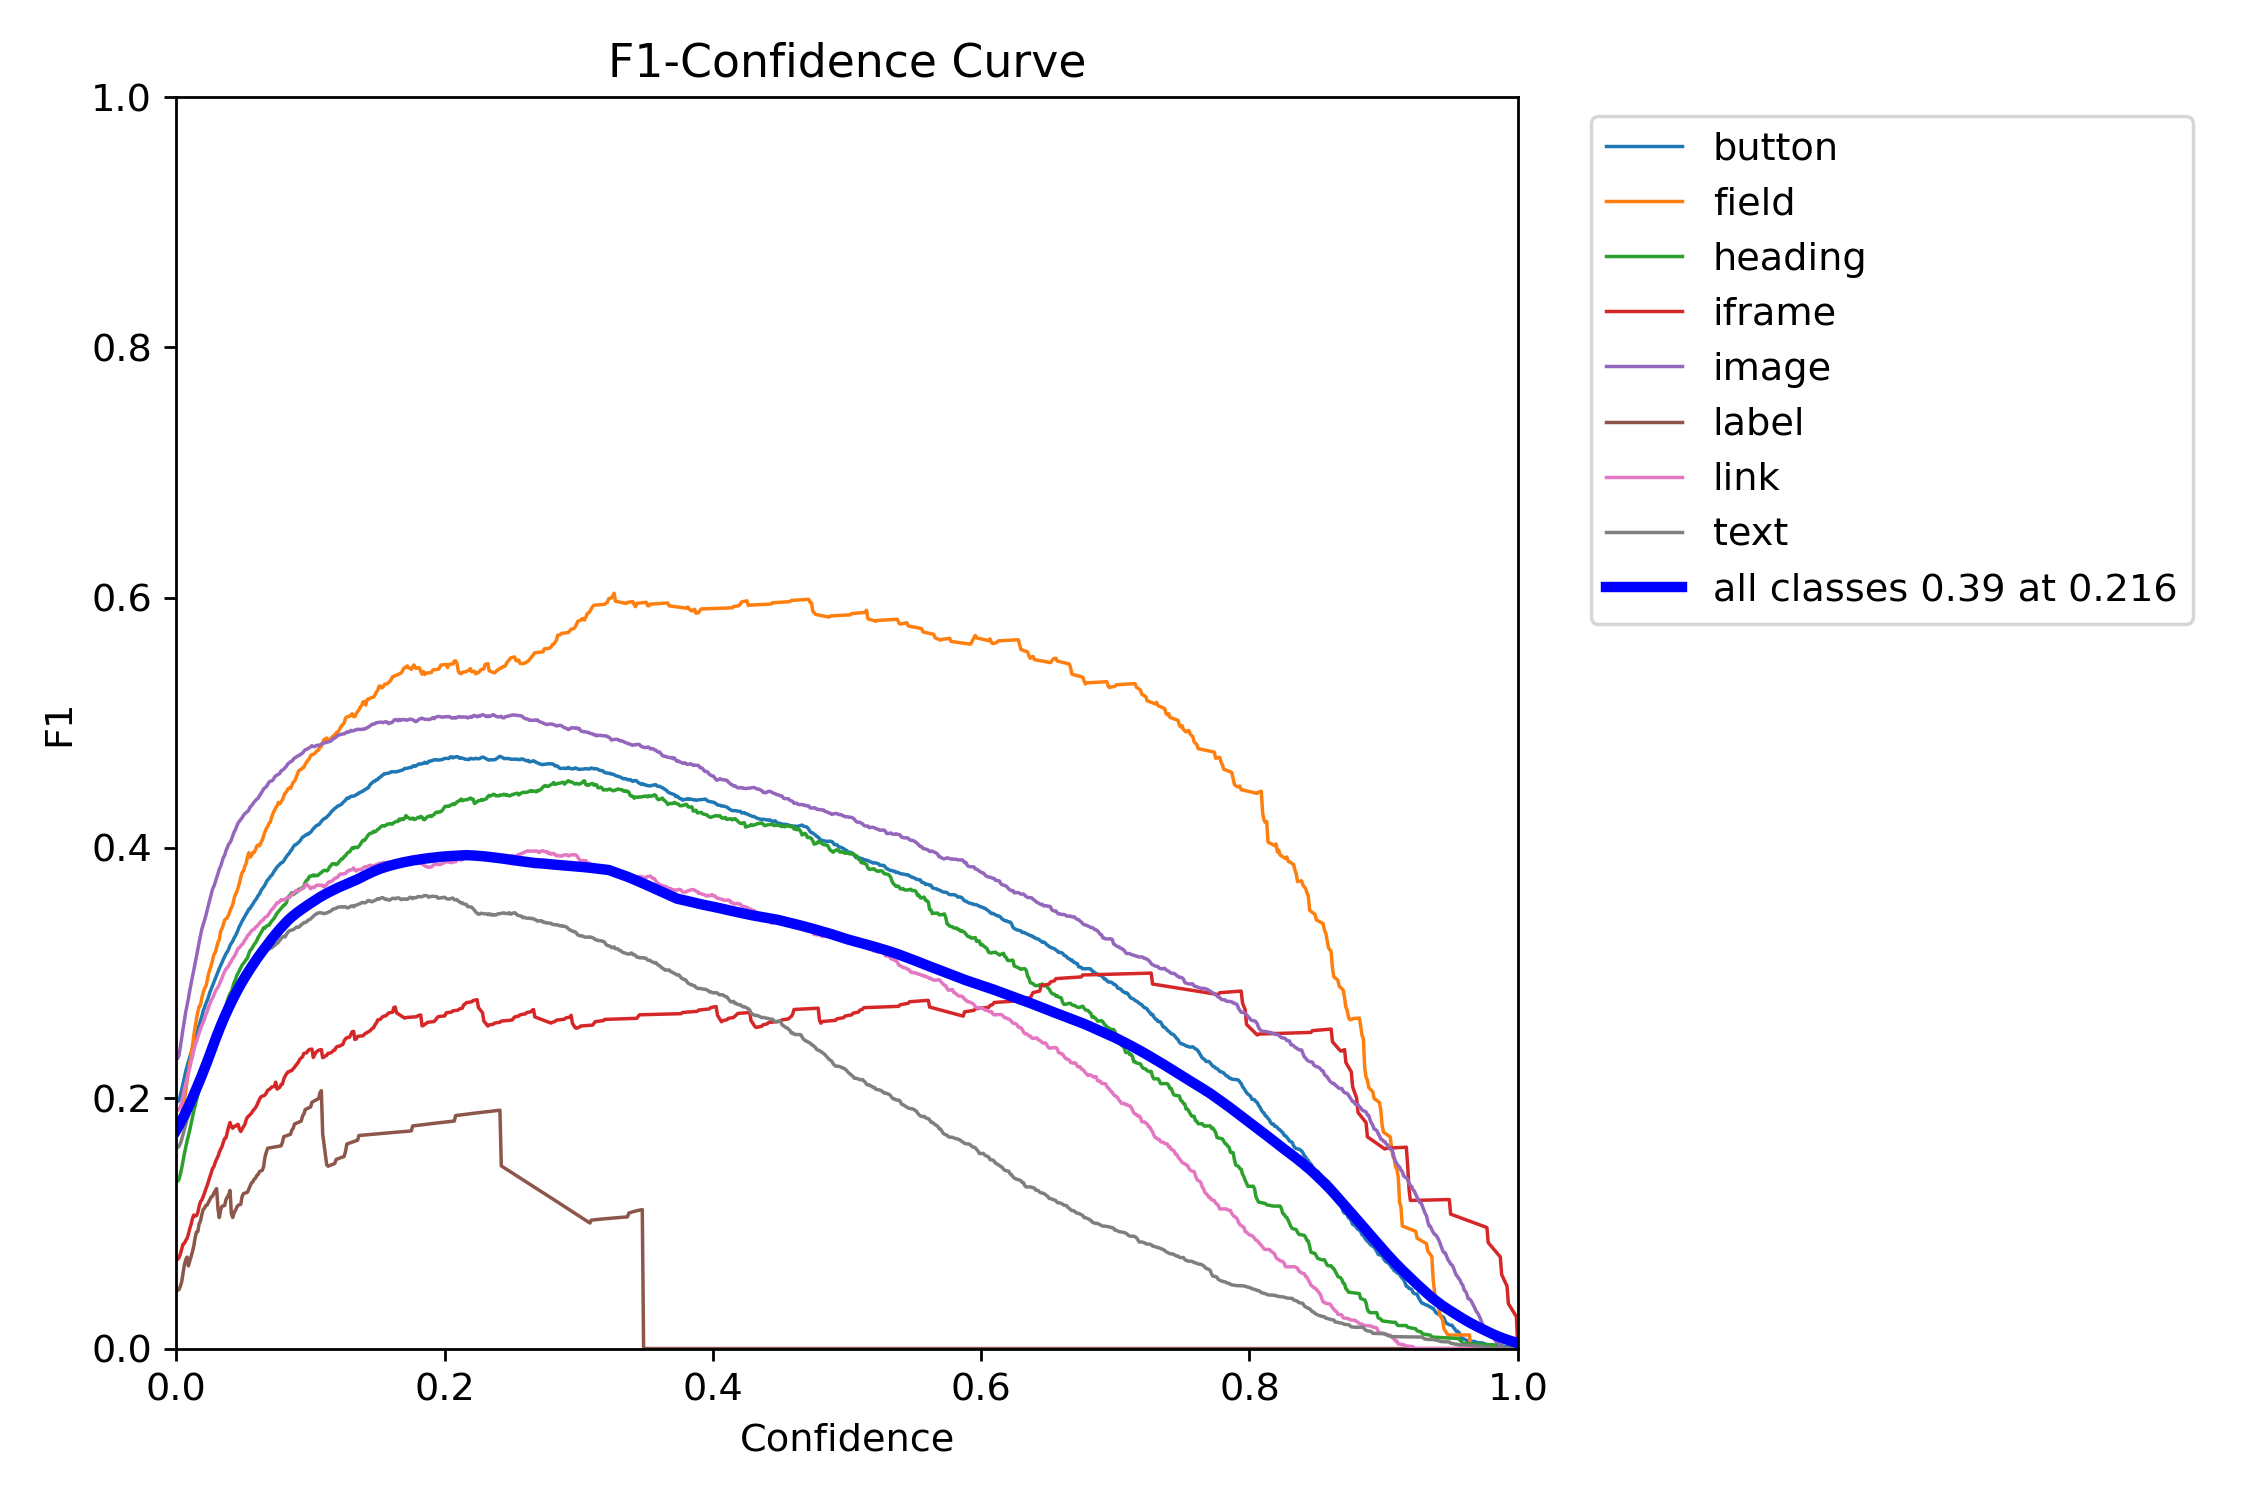 F1-Confidence Curve
1.0
0.8
0.6
0.4
0.2
0.0
F1
0.0 0.2 0.4 0.6 0.8 1.0
Confidence
button
field
heading
iframe
image
label
link
text
all classes 0.39 at 0.216